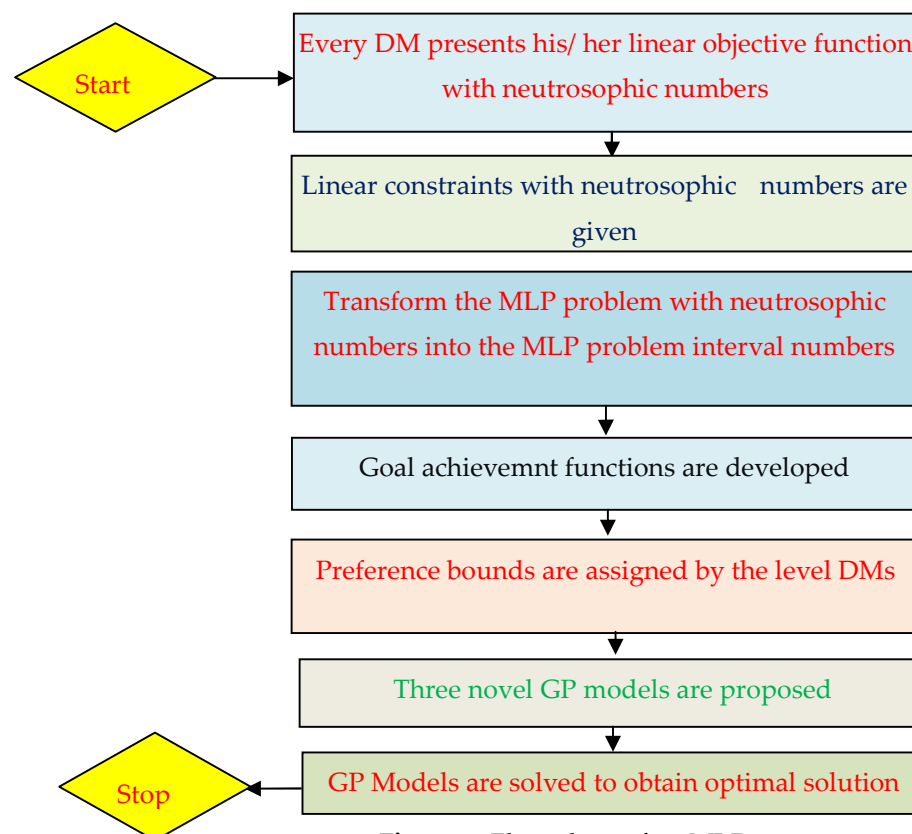 Start
Every DM presents his/ her linear objective function
with neutrosophic numbers
Linear constraints with neutrosophic numbers are
given
Transform the MLP problem with neutrosophic
numbers into the MLP problem interval numbers
Goal achievemnt functions are developed
Preference bounds are assigned by the level DMs
Three novel GP models are proposed
GP Models are solved to obtain optimal solution
Stop